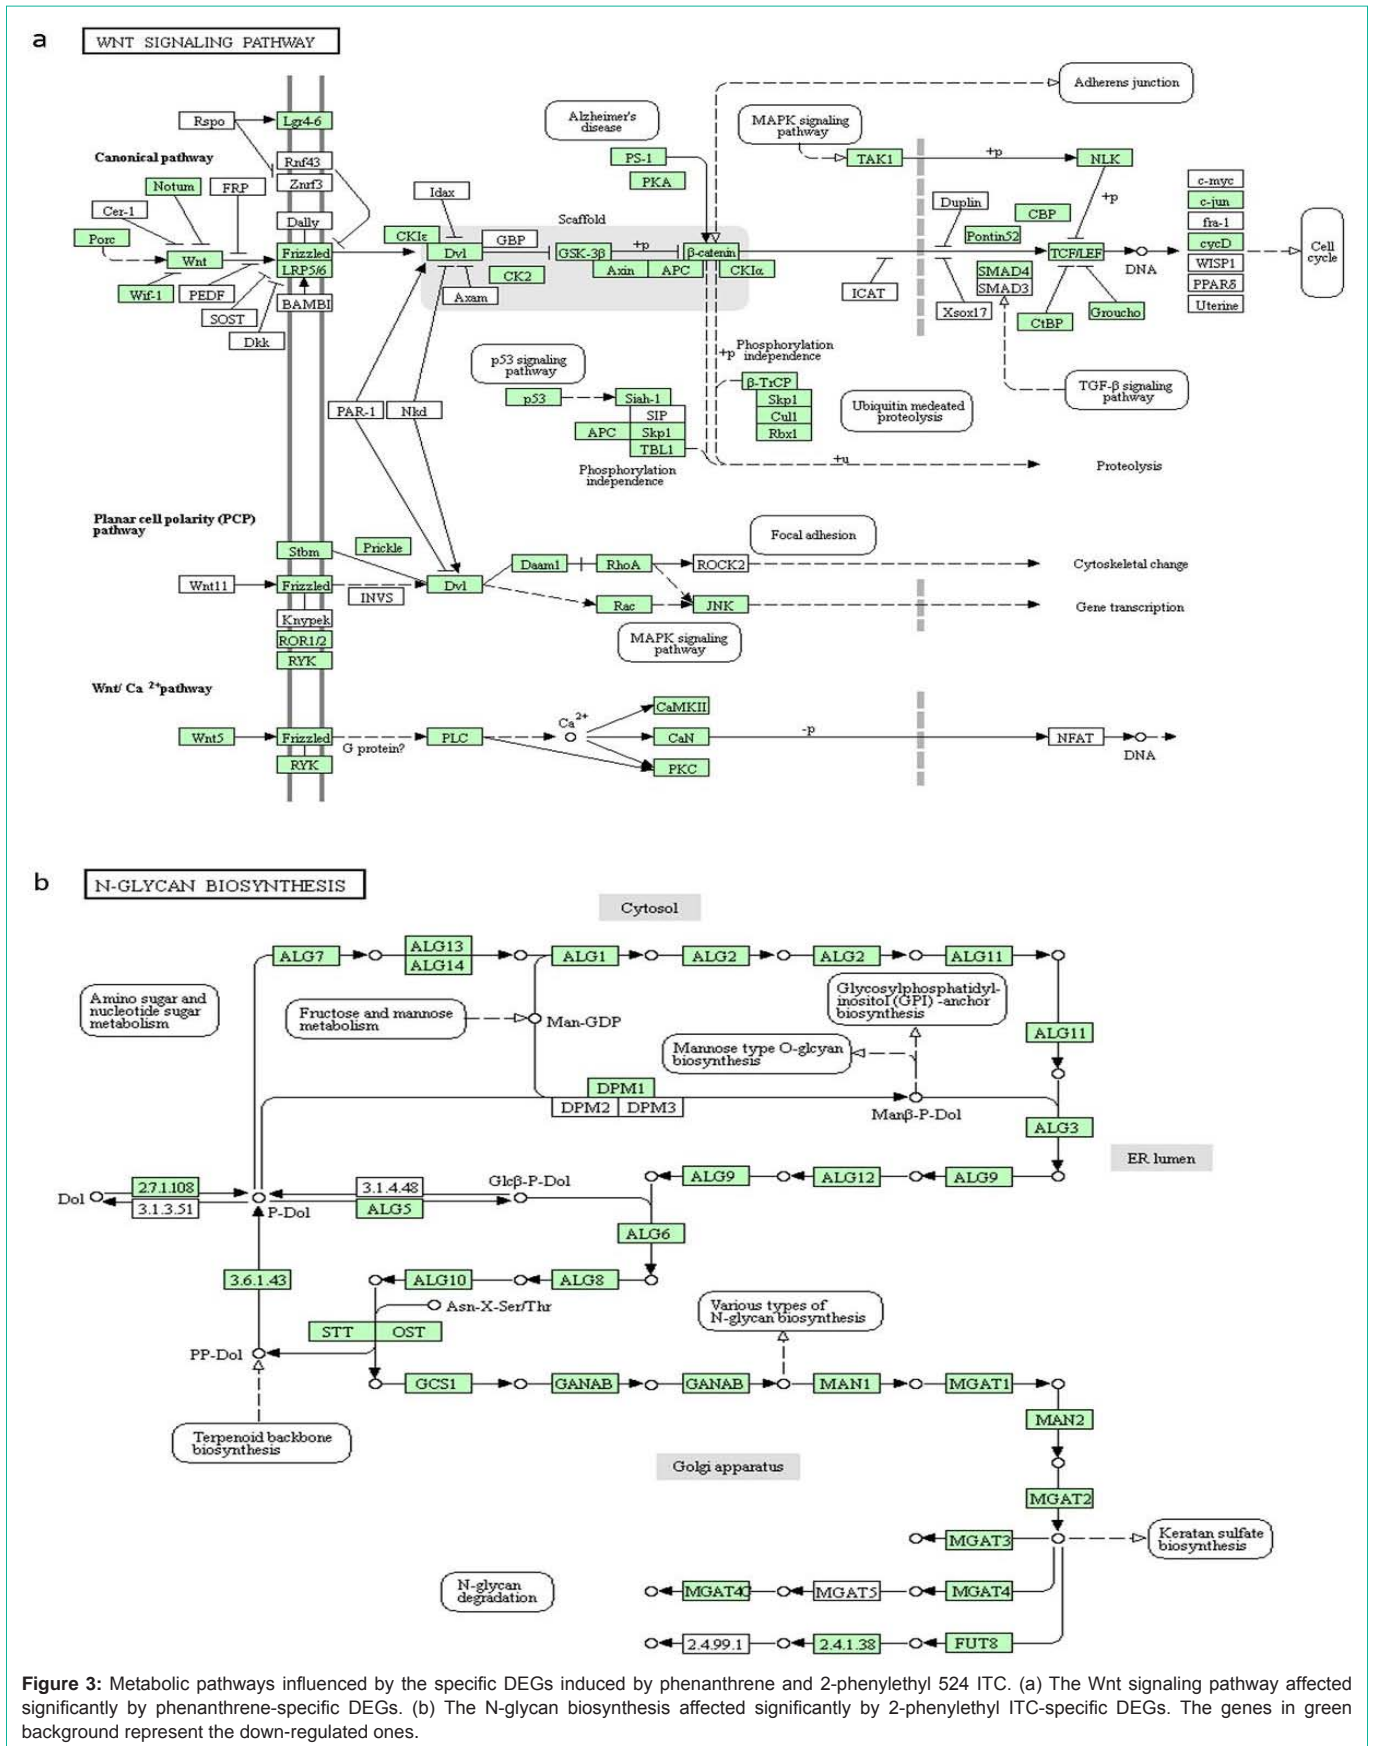 a
WNT SIGNALING PATHWAY
Adherens junction
Alzheimer's
disease
MAPK signaling
pathway
Rspo
Lgr4-6
Canonical pathway
Rnf43
Znrf3
PS-1
PKA
TAK1
+p
NLK
Notum
FRP
Idax
Cer-1
Dally
Scaffold
Duplin
CBP
+p
c-myc
c-jun
fra-1
cycD
WISP1
PPARδ
Uterine
Cell
cycle
Porc
Wnt
Frizzled
LRP5/6
CKIε
Dvl
GBP
GSK-3β
+p
β-catenin
Pontin52
TCF/LEF
DNA
CK2
Axin
APC
CKIα
SMAD4
SMAD3
Wif-1
PEDF
BAMBI
Axam
ICAT
SOST
Xsox17
CtBP
Groucho
Dkk
+p
Phosphorylation
independence
p53 signaling
pathway
p53
Siah-1
SIP
APC
Skp1
TBL1
β-TrCP
Skp1
Cul1
Rbx1
Ubiquitin medeated
proteolysis
TGF-β signaling
pathway
PAR-1
Nkd
+u
Proteolysis
Phosphorylation
independence
Planar cell polarity (PCP)
pathway
Stbm
Prickle
Focal adhesion
Daam1
RhoA
ROCK2
Cytoskeletal change
Wnt11
Frizzled
INVS
Dvl
Rac
JNK
Gene transcription
Knypek
ROR1/2
RYK
MAPK signaling
pathway
Wnt/ Ca 2+pathway
CaMKII
Ca2+
Wnt5
Frizzled
G protein?
PLC
CaN
-p
NFAT
DNA
RYK
PKC
b
N-GLYCAN BIOSYNTHESIS
Cytosol
ALG7
ALG13
ALG14
ALG1
ALG2
ALG2
ALG11
Amino sugar and
nucleotide sugar
metabolism
Fructose and mannose
metabolism
Man-GDP
Glycosylphosphatidyl-
inositol (GPI) -anchor
biosynthesis
Mannose type O-glcyan
biosynthesis
ALG11
DPM1
DPM2
DPM3
Manβ-P-Dol
ALG3
ER lumen
Dol
2.7.1.108
3.1.3.51
P-Dol
3.1.4.48
ALG5
Glcβ-P-Dol
ALG9
ALG12
ALG9
ALG6
3.6.1.43
ALG10
ALG8
Asn-X-Ser/Thr
STT
OST
PP-Dol
Various types of
N-glycan biosynthesis
GCS1
GANAB
GANAB
MAN1
MGAT1
MAN2
Terpenoid backbone
biosynthesis
Golgi apparatus
MGAT2
MGAT3
Keratan sulfate
biosynthesis
N-glycan
degradation
MGAT4C
MGAT5
MGAT4
2.4.99.1
2.4.1.38
FUT8
Figure 3: Metabolic pathways influenced by the specific DEGs induced by phenanthrene and 2-phenylethyl 524 ITC. (a) The Wnt signaling pathway affected
significantly by phenanthrene-specific DEGs. (b) The N-glycan biosynthesis affected significantly by 2-phenylethyl ITC-specific DEGs. The genes in green
background represent the down-regulated ones.